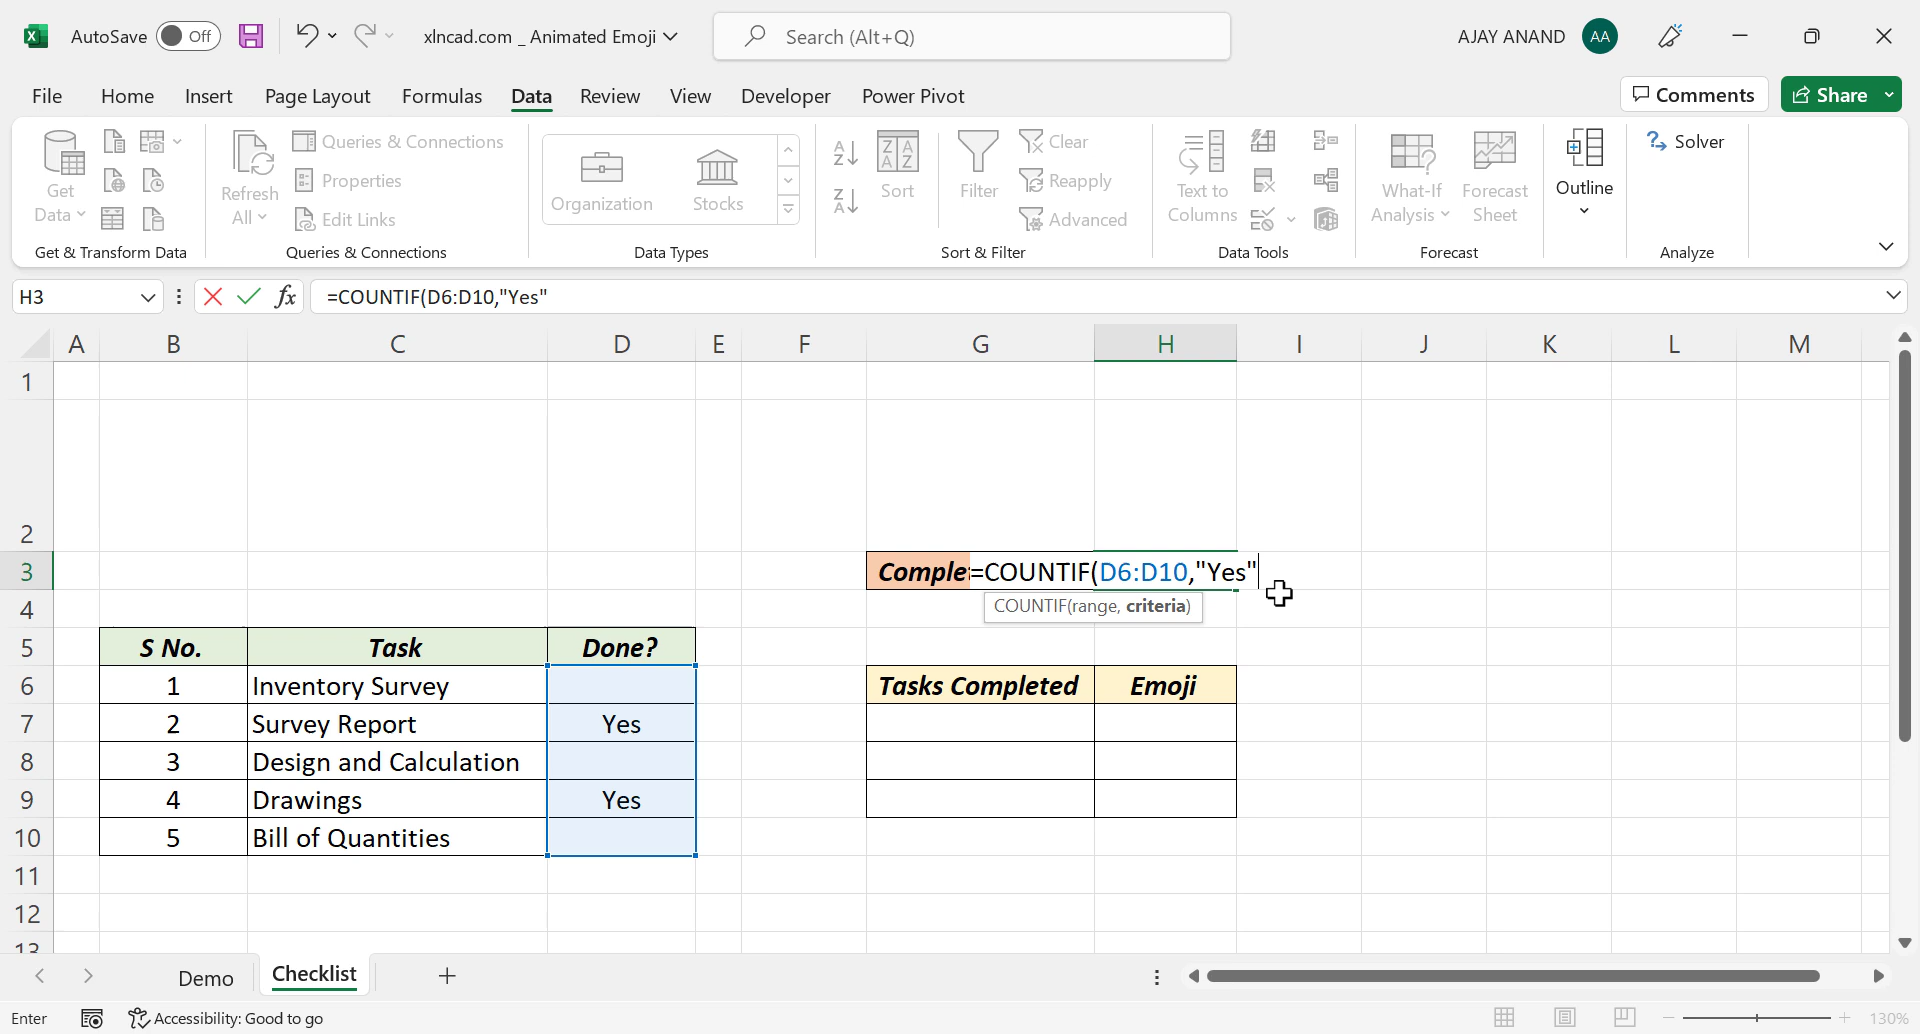 AutoSave Off xlncad.com _ Animated Emoji Search (Alt+Q) AJAY ANAND AA
File Home Insert Page Layout Formulas Data Review View Developer Power Pivot Comments Share
Get Data
Refresh All
Queries & Connections
Properties
Edit Links
Organization
Stocks
Sort
Filter
Clear
Reapply
Advanced
Text to Columns
What-If Analysis
Forecast Sheet
Outline
Solver
Get & Transform Data Queries & Connections Data Types Sort & Filter Data Tools Forecast Analyze
H3 fx =COUNTIF(D6:D10,"Yes"
A B C D E F G H I J K L M
1
2
3 Complet =COUNTIF(D6:D10,"Yes"
COUNTIF(range, criteria)
4
5 S No. Task Done?
6 1 Inventory Survey Tasks Completed Emoji
7 2 Survey Report Yes
8 3 Design and Calculation
9 4 Drawings Yes
10 5 Bill of Quantities
11
12
13
Demo Checklist
Enter Accessibility: Good to go 130%